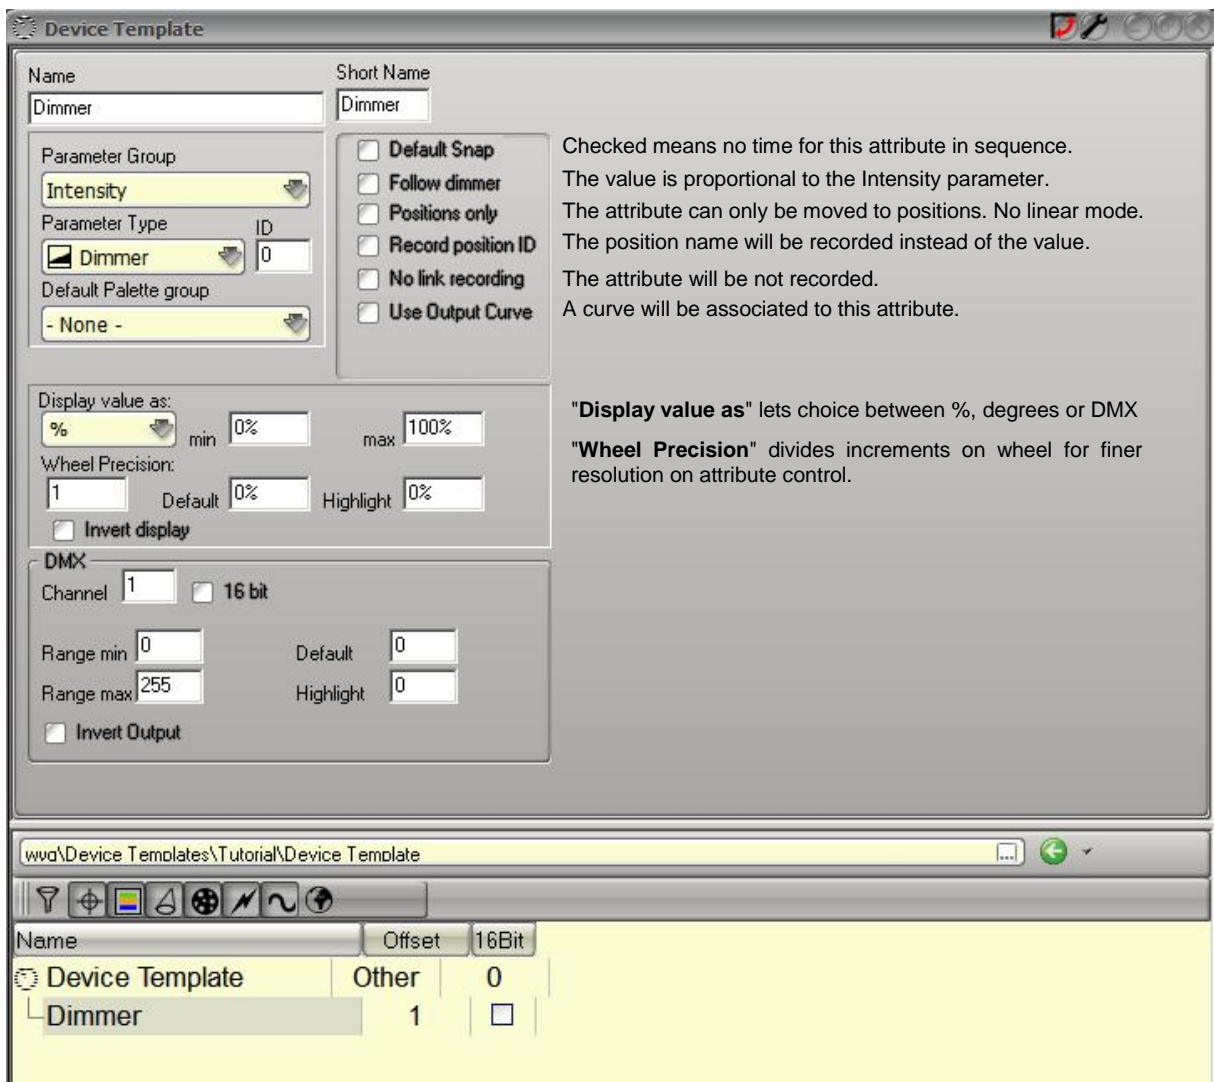 Device Template
Name
Short Name
Dimmer
Dimmer
Parameter Group
Intensity
Parameter Type
ID
Dimmer
0
Default Palette group
- None -
Default Snap
Follow dimmer
Positions only
Record position ID
No link recording
Use Output Curve
Checked means no time for this attribute in sequence.
The value is proportional to the Intensity parameter.
The attribute can only be moved to positions. No linear mode.
The position name will be recorded instead of the value.
The attribute will be not recorded.
A curve will be associated to this attribute.
Display value as:
% min 0% max 100%
Wheel Precision:
1 Default 0% Highlight 0%
Invert display
"Display value as" lets choice between %, degrees or DMX
"Wheel Precision" divides increments on wheel for finer
resolution on attribute control.
DMX
Channel 1 16 bit
Range min 0 Default 0
Range max 255 Highlight 0
Invert Output
wya\Device Templates\Tutorial\Device Template ...
Name Offset 16Bit
Device Template Other 0
Dimmer 1